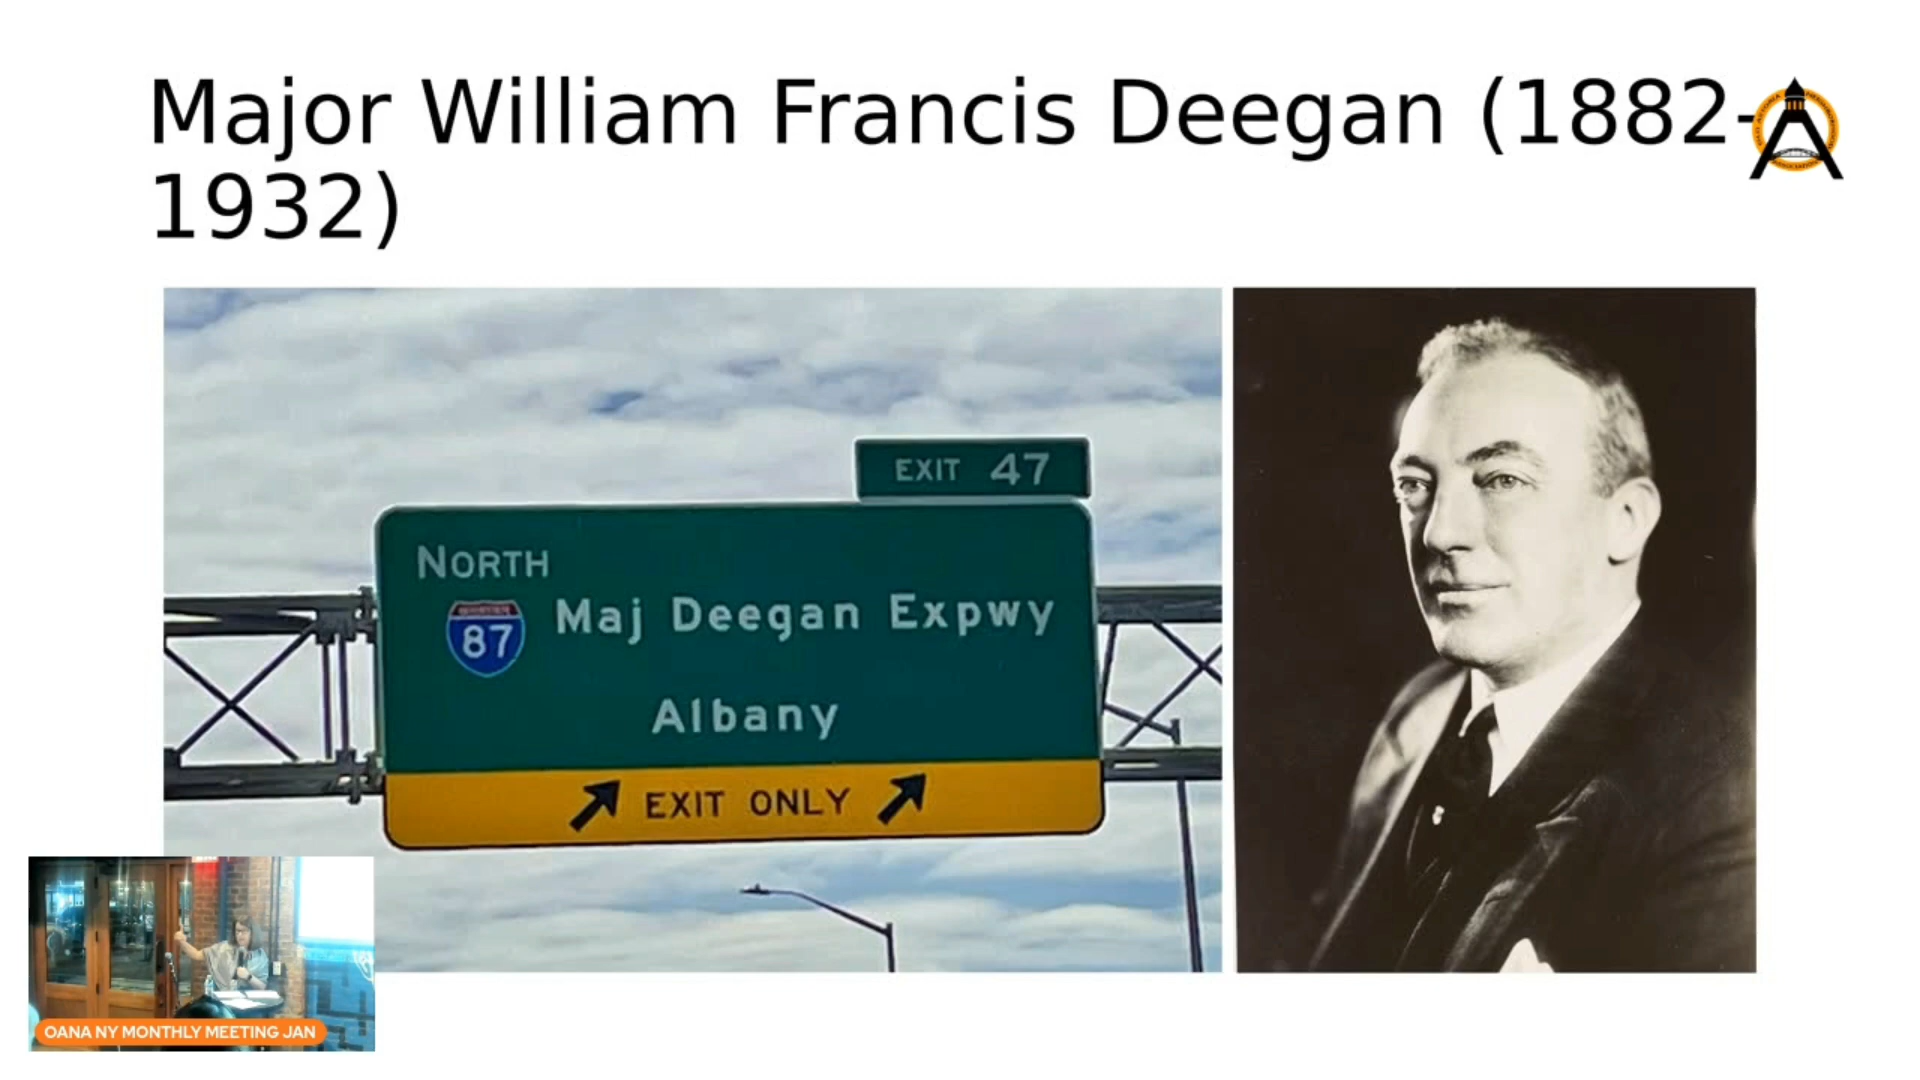 Major William Francis Deegan (1882-
1932)
EXIT 47
NORTH
87
Maj Deegan Expwy
Albany
EXIT ONLY
OANA NY MONTHLY MEETING JAN